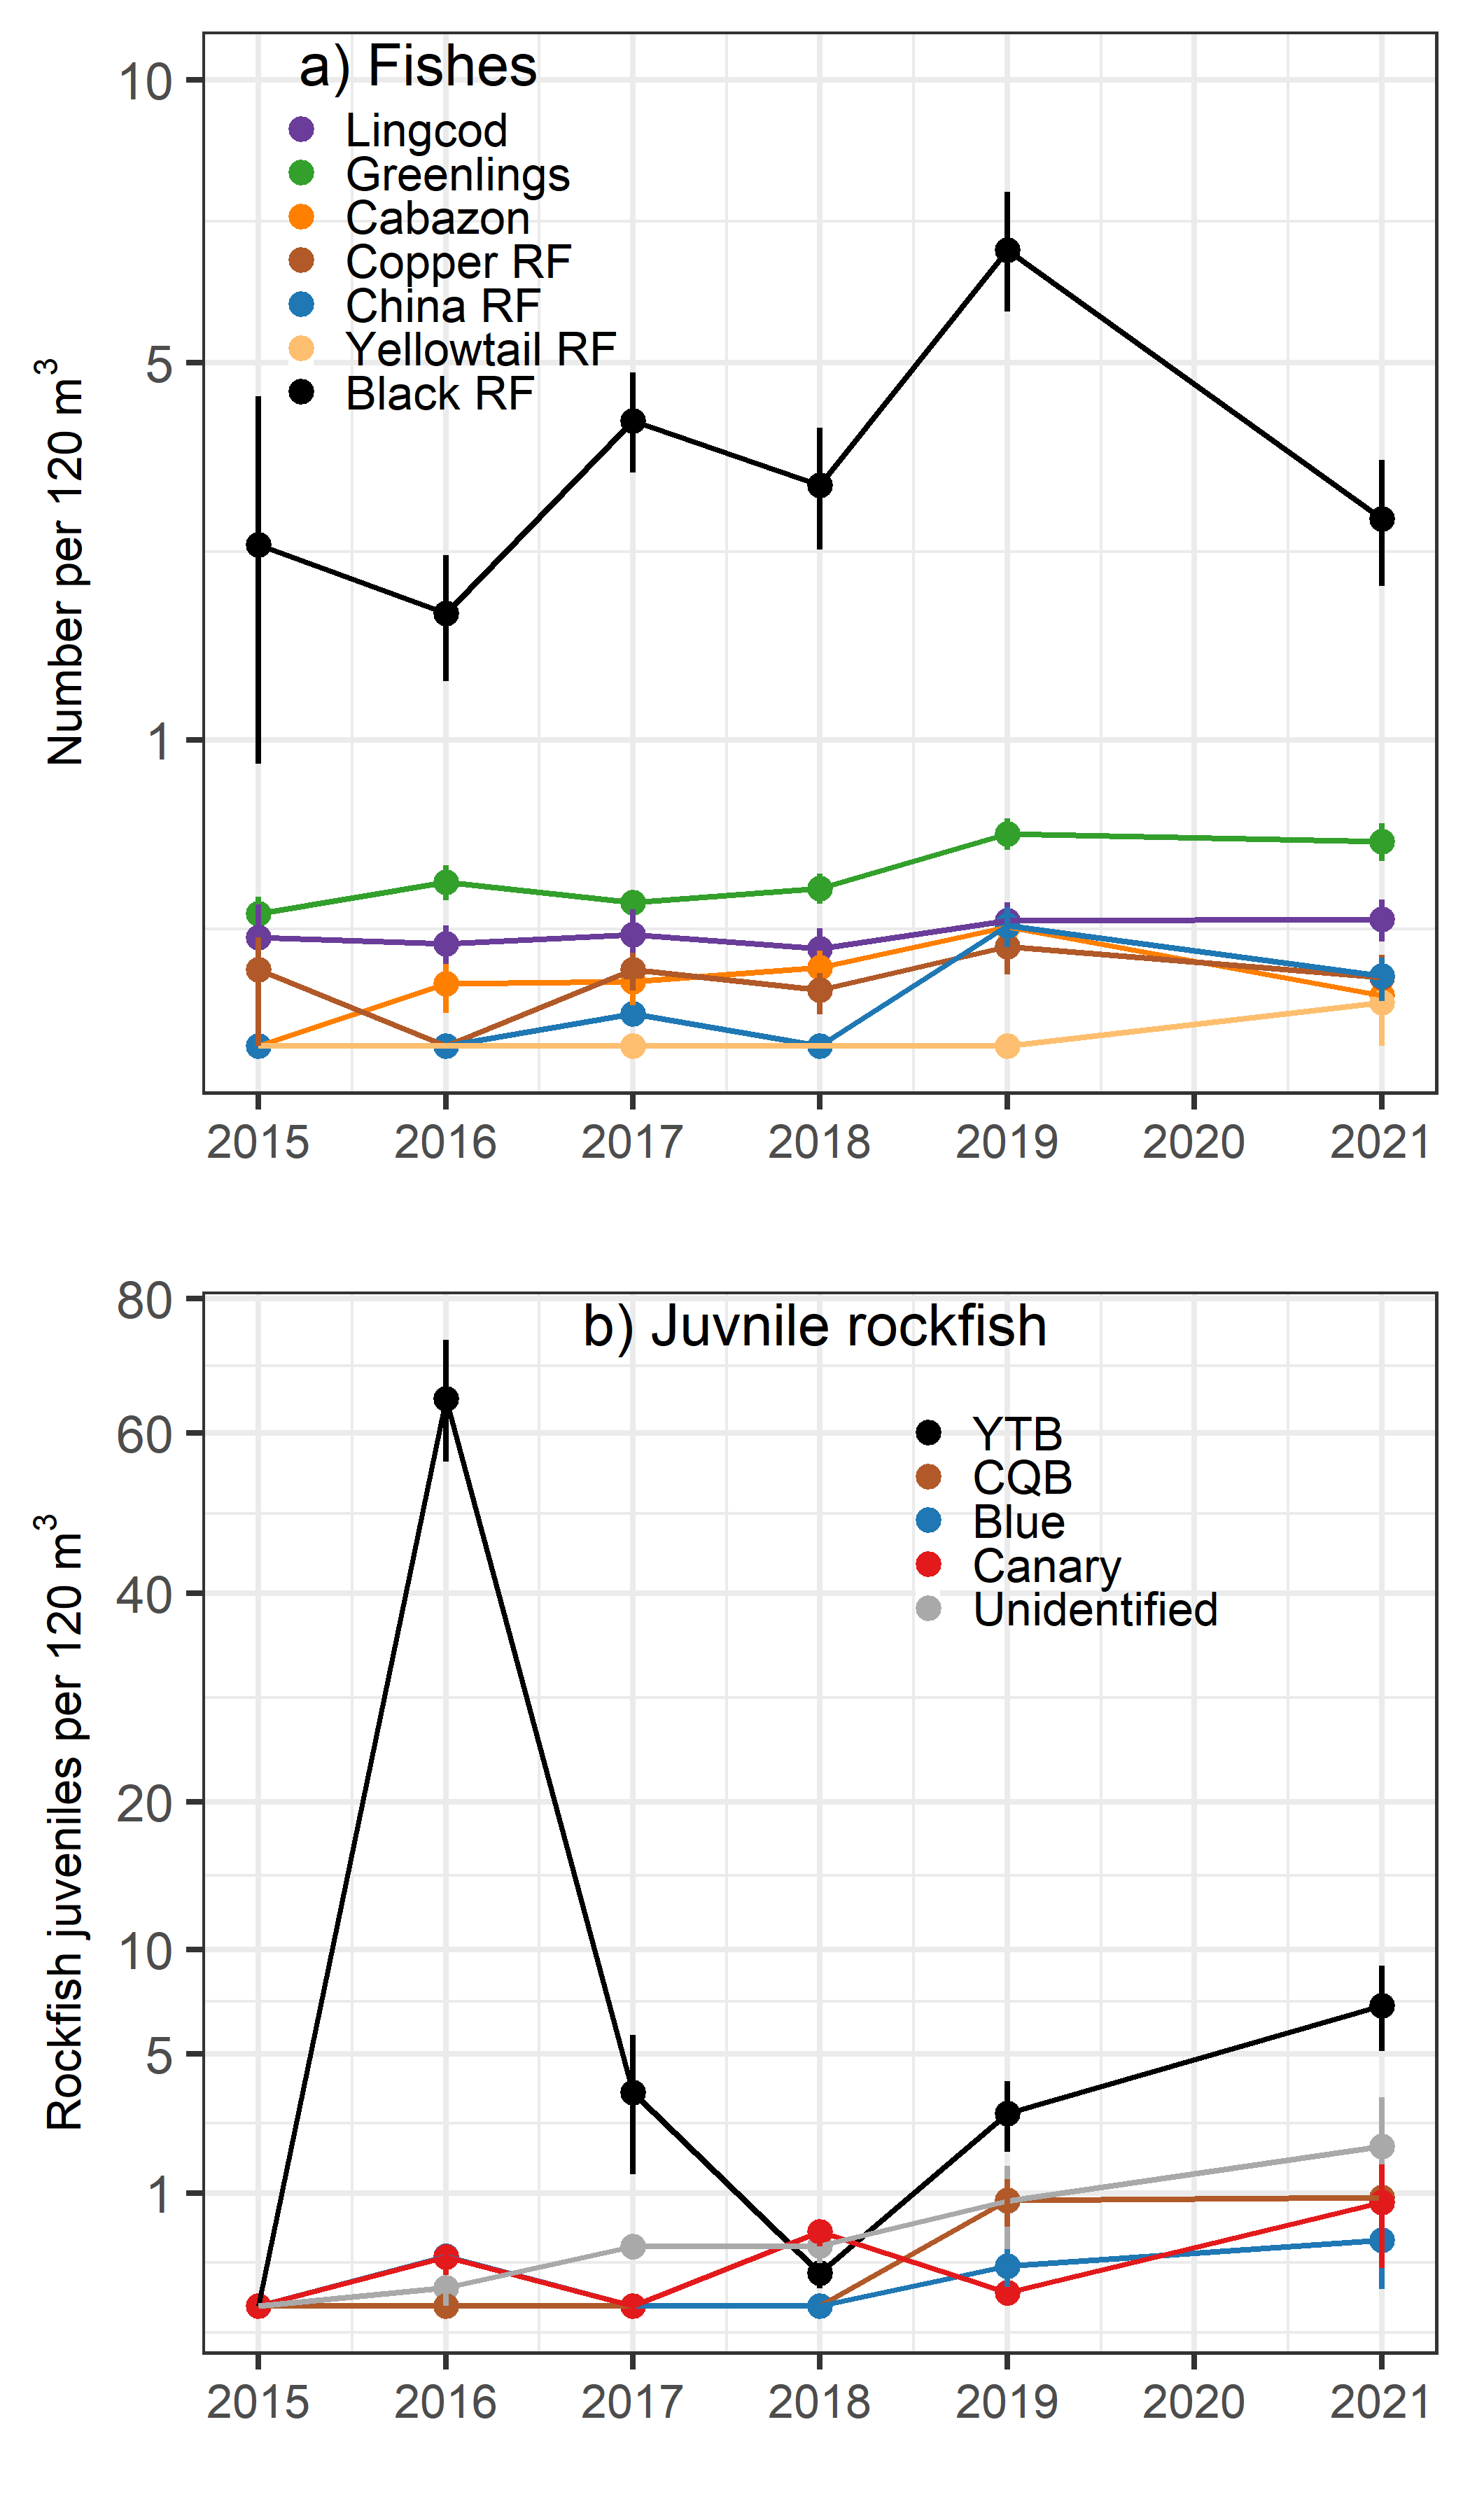 a) Fishes
Lingcod
Greenlings
Cabazon
Copper RF
China RF
Yellowtail RF
Black RF
10
5
1
Number per 120 m³
2015 2016 2017 2018 2019 2020 2021
b) Juvnile rockfish
YTB
CQB
Blue
Canary
Unidentified
80
60
40
20
10
5
1
Rockfish juveniles per 120 m³
2015 2016 2017 2018 2019 2020 2021